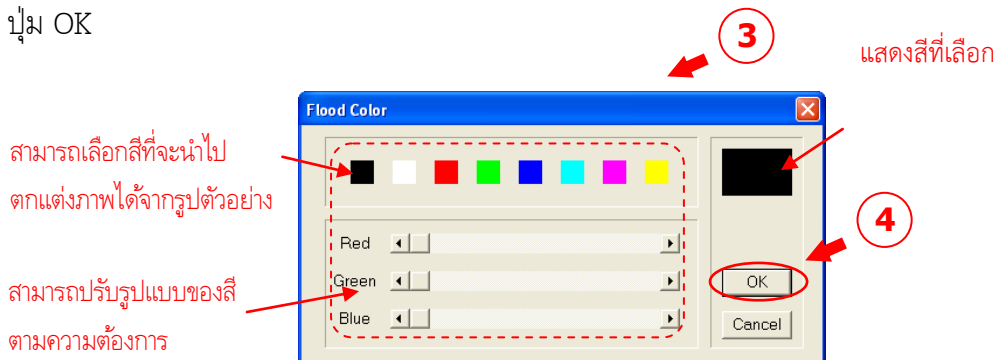 ปุ่ม OK
3
แสดงสีที่เลือก
Flood Color
สามารถเลือกสีที่จะนำไป
ตกแต่งภาพได้จากรูปตัวอย่าง
4
Red
Green
Blue
OK
Cancel
สามารถปรับรูปแบบของสี
ตามความต้องการ